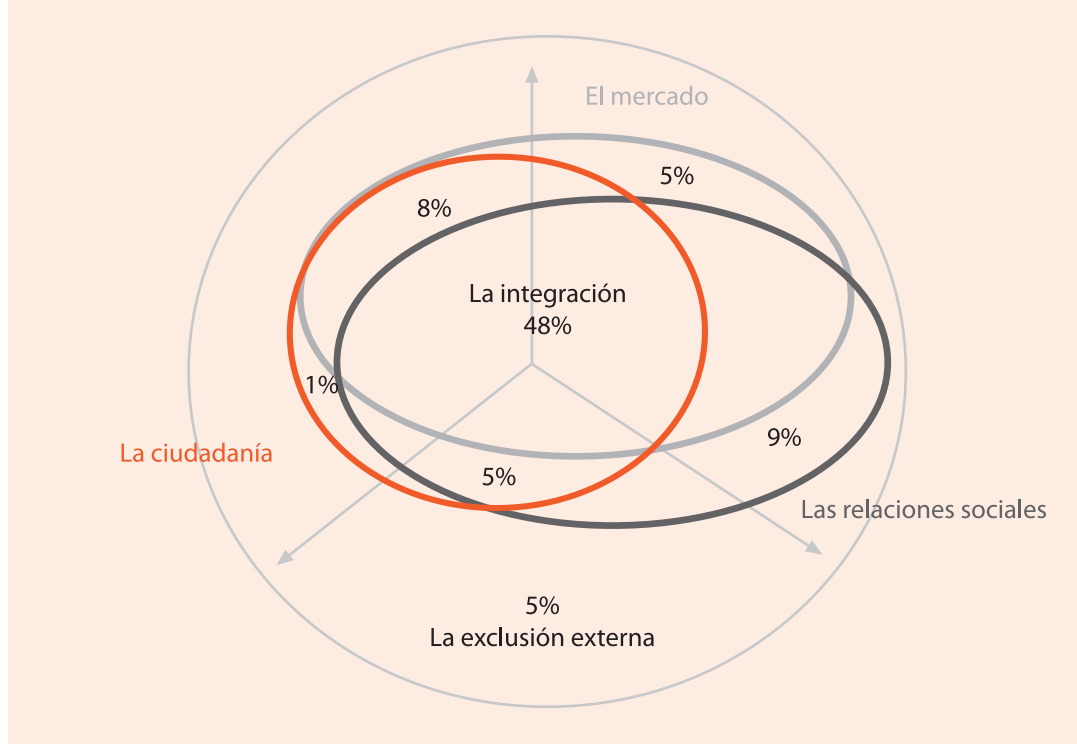 El mercado
5%
8%
La integración
48%
1%
9%
La ciudadanía
5%
Las relaciones sociales
5%
La exclusión externa